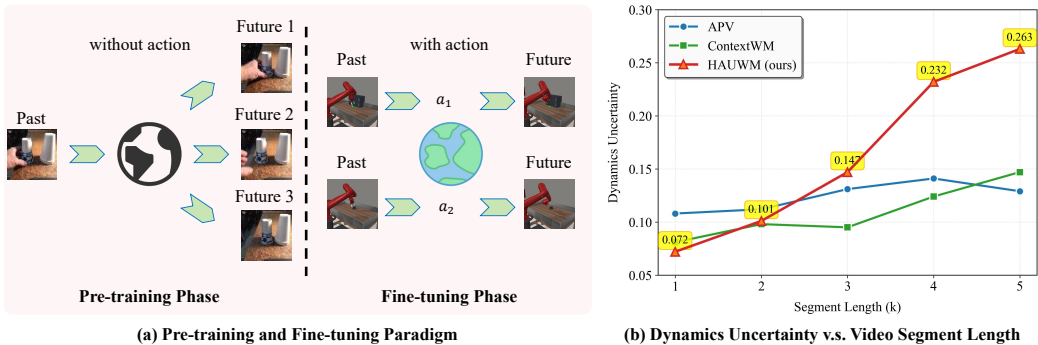 without action
Past
Future 1
Future 2
Future 3
Pre-training Phase
with action
Past
a₁
Future
Past
a₂
Future
Fine-tuning Phase
(a) Pre-training and Fine-tuning Paradigm
APV
ContextWM
HAUWM (ours)
Dynamics Uncertainty
0.30
0.25
0.20
0.15
0.10
0.05
0.072
0.101
0.147
0.232
0.263
1 2 3 4 5
Segment Length (k)
(b) Dynamics Uncertainty v.s. Video Segment Length